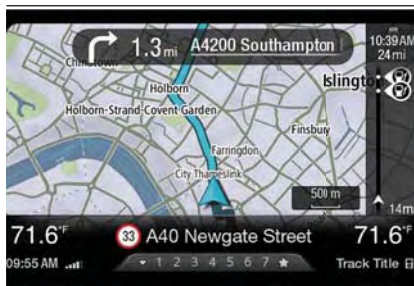 1.3 mi A4200 Southampton
10:39AM
24mi
Islington
Holborn
Holborn-Strand-Covent Garden
Finsbury
Farringdon
City Thameslink
500 m
14m
71.6°F
33 A40 Newgate Street
71.6°F
09:55 AM
1 2 3 4 5 6 7
Track Title